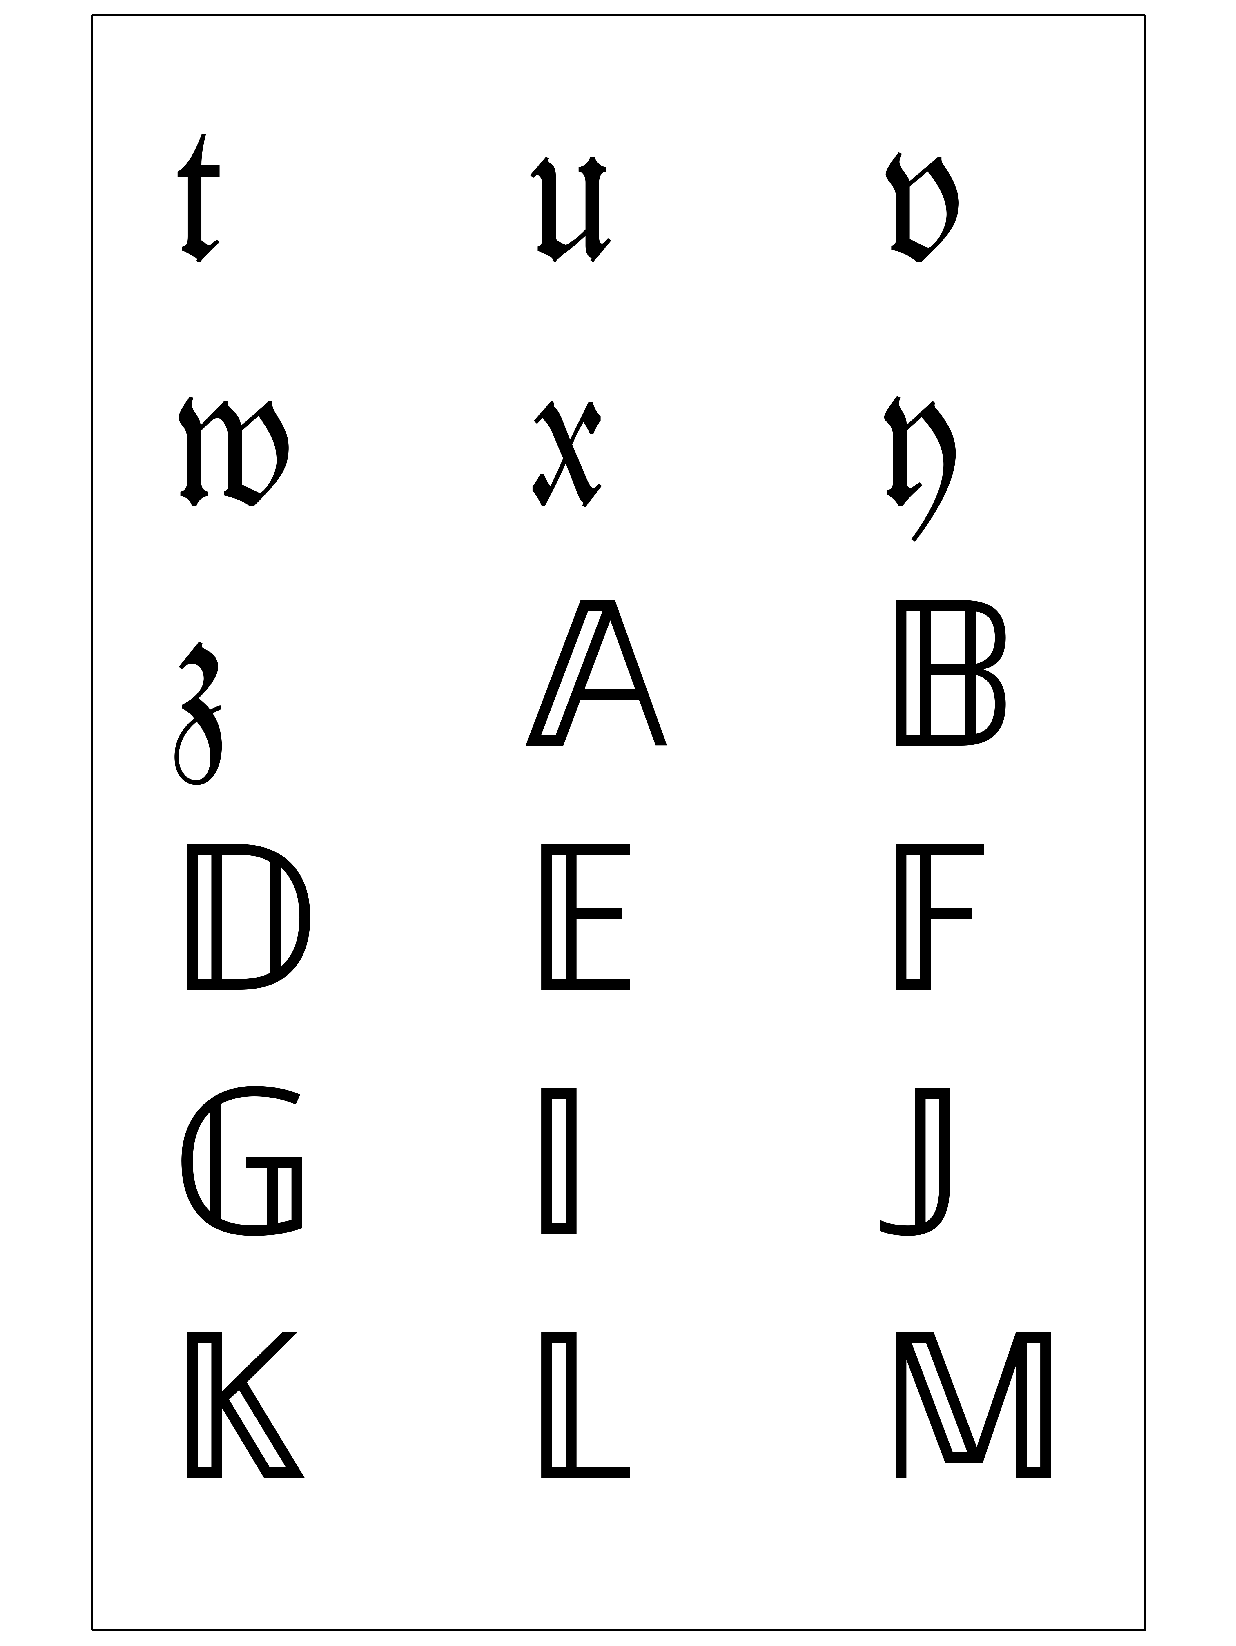 𝔱 𝔲 𝔳
𝔴 𝔵 𝔶
𝔷 𝔸 𝔹
𝔻 𝔼 𝔽
𝔾 𝕀 𝕁
𝕂 𝕃 𝕄